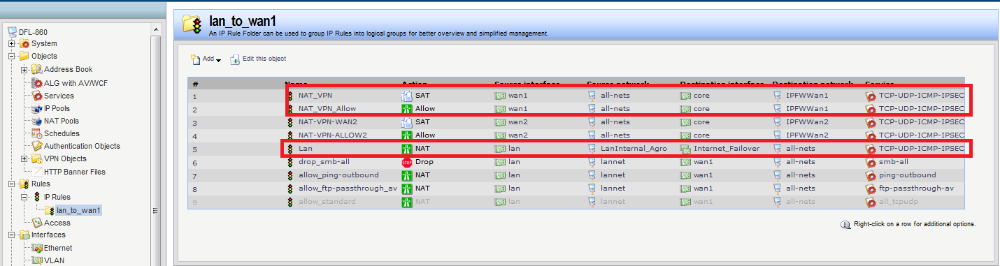 DFL-860
System
Objects
Address Book
ALG with AV/WCF
Services
IP Pools
NAT Pools
Schedules
Authentication Objects
VPN Objects
HTTP Banner Files
Rules
IP Rules
lan_to_wan1
Access
Interfaces
Ethernet
VLAN
lan_to_wan1
An IP Rule Folder can be used to group IP Rules into logical groups for better overview and simplified management.
Add Edit this object
# Name Action Source interface Source network Destination interface Destination network Service
1 NAT_VPN SAT wan1 all-nets core IPFWWan1 TCP-UDP-ICMP-IPSEC
2 NAT_VPN_Allow Allow wan1 all-nets core IPFWWan1 TCP-UDP-ICMP-IPSEC
3 NAT-VPN-WAN2 SAT wan2 all-nets core IPFWWan2 TCP-UDP-ICMP-IPSEC
4 NAT-VPN-ALLOW2 Allow wan2 all-nets core IPFWWan2 TCP-UDP-ICMP-IPSEC
5 Lan NAT lan LanInternal_Agro Internet_Failover all-nets TCP-UDP-ICMP-IPSEC
6 drop_smb-all Drop lan lannet wan1 all-nets smb-all
7 allow_ping-outbound NAT lan lannet wan1 all-nets ping-outbound
8 allow_ftp-passthrough_av NAT lan lannet wan1 all-nets ftp-passthrough-av
9 allow_standard NAT lan lannet wan1 all-nets all_tcpudp
Right-click on a row for additional options.